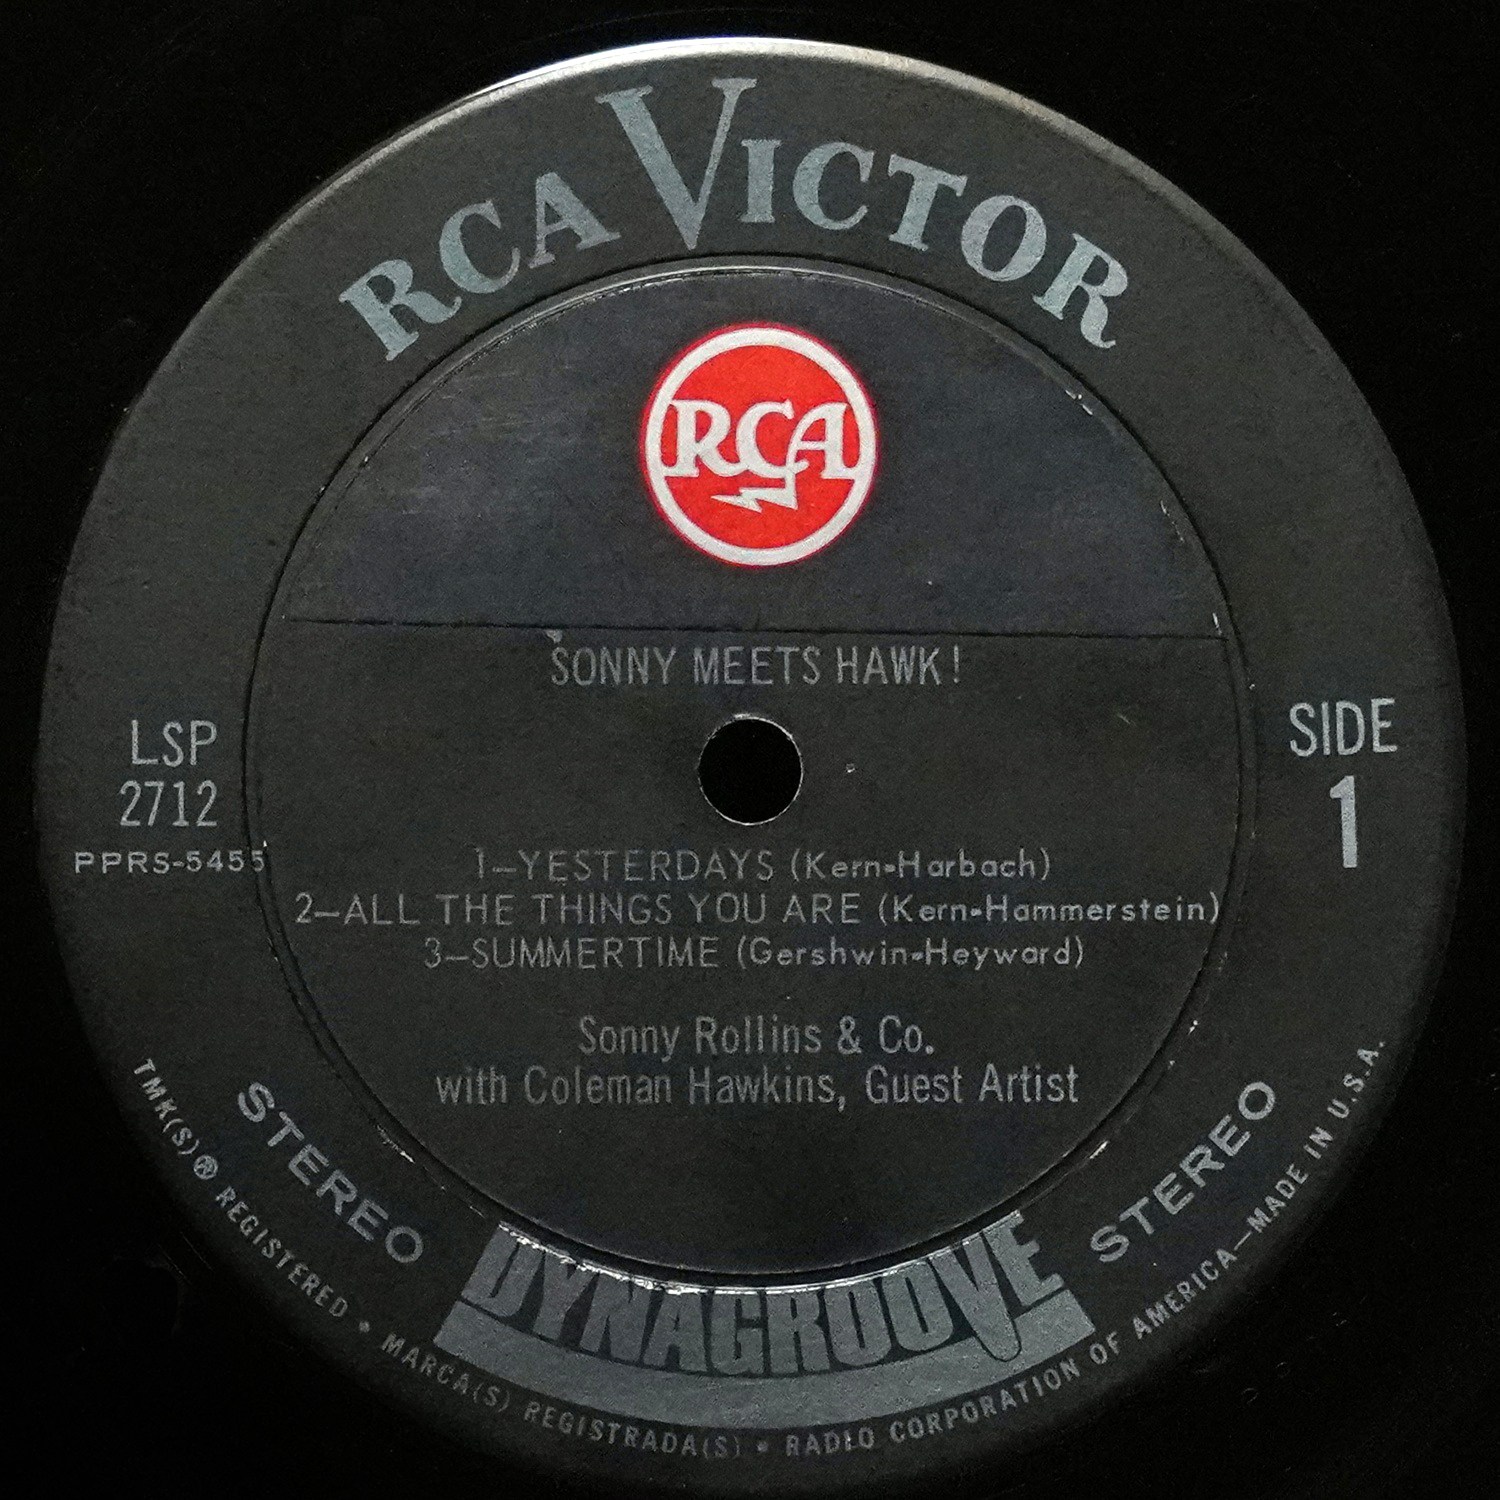 RCA VICTOR
RCA
SONNY MEETS HAWK!
LSP
2712
PPRS-5455
SIDE
1
1-YESTERDAYS (Kern-Harbach)
2-ALL THE THINGS YOU ARE (Kern-Hammerstein)
3-SUMMERTIME (Gershwin-Heyward)
Sonny Rollins & Co.
with Coleman Hawkins, Guest Artist
STEREO
DYNAGROOVE
STEREO
TMK(S)® REGISTERED • MARCA(S) REGISTRADA(S) • RADIO CORPORATION OF AMERICA—MADE IN U.S.A.